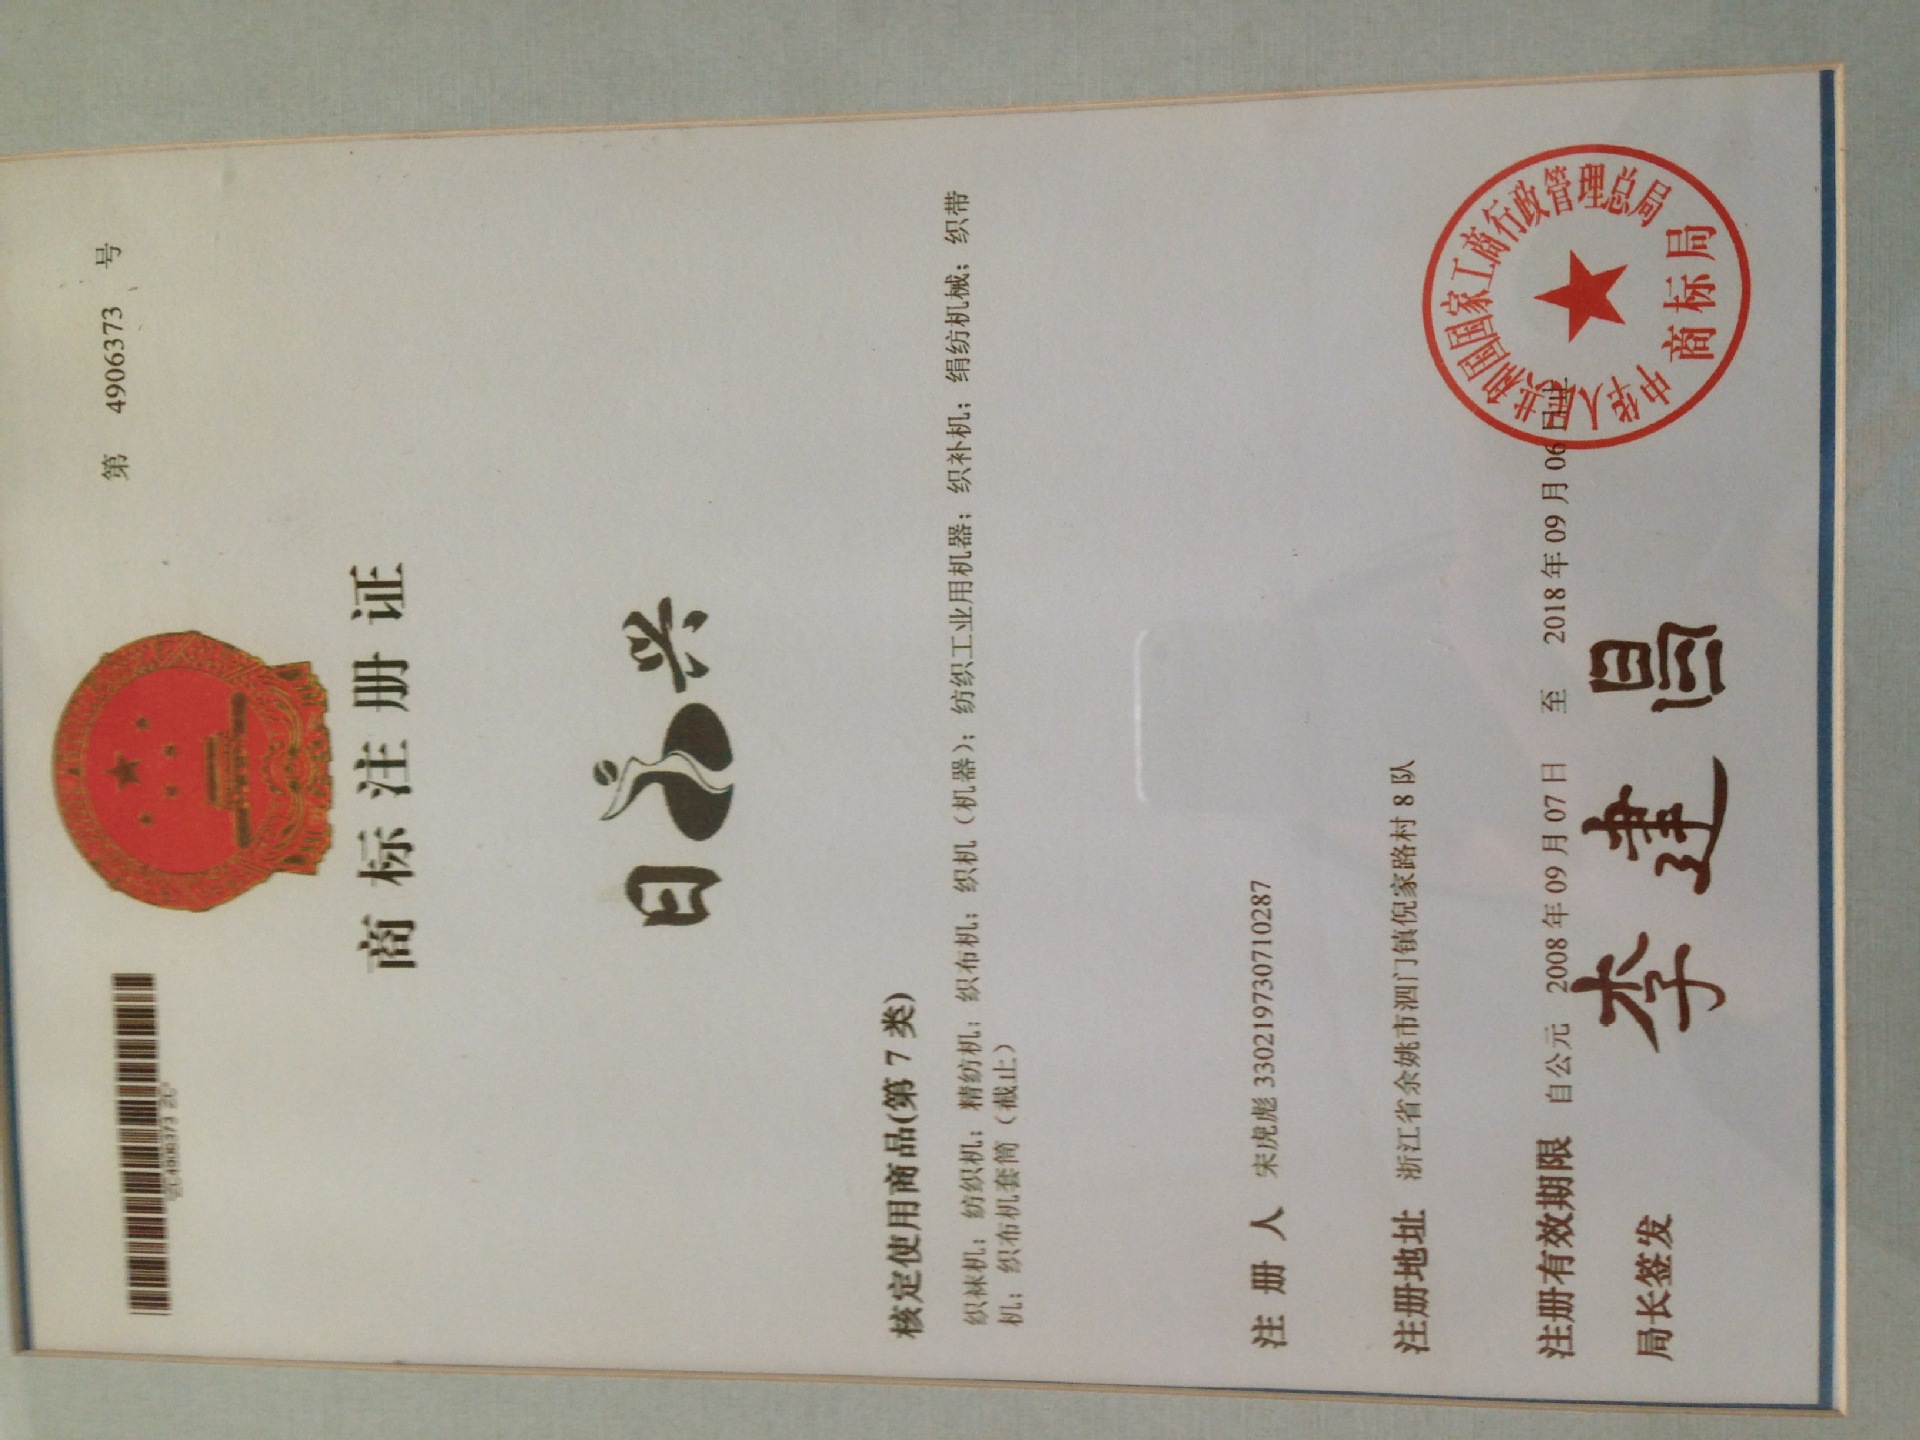 第 4906373 号
商标注册证
日兴
核定使用商品(第 7 类)
织袜机；纺织机；精纺机；织布机；织机（机器）；纺织工业用机器；织补机；绢纺机械；织带
机；织布机套筒（截止）
注 册 人 宋虎彪 330219730710287
注册地址 浙江省余姚市泗门镇倪家路村 8 队
注册有效期限 自公元 2008 年 09 月 07 日 至 2018 年 09 月 06 日止
局长签发 李建昌
中华人民共和国国家工商行政管理总局
商标局